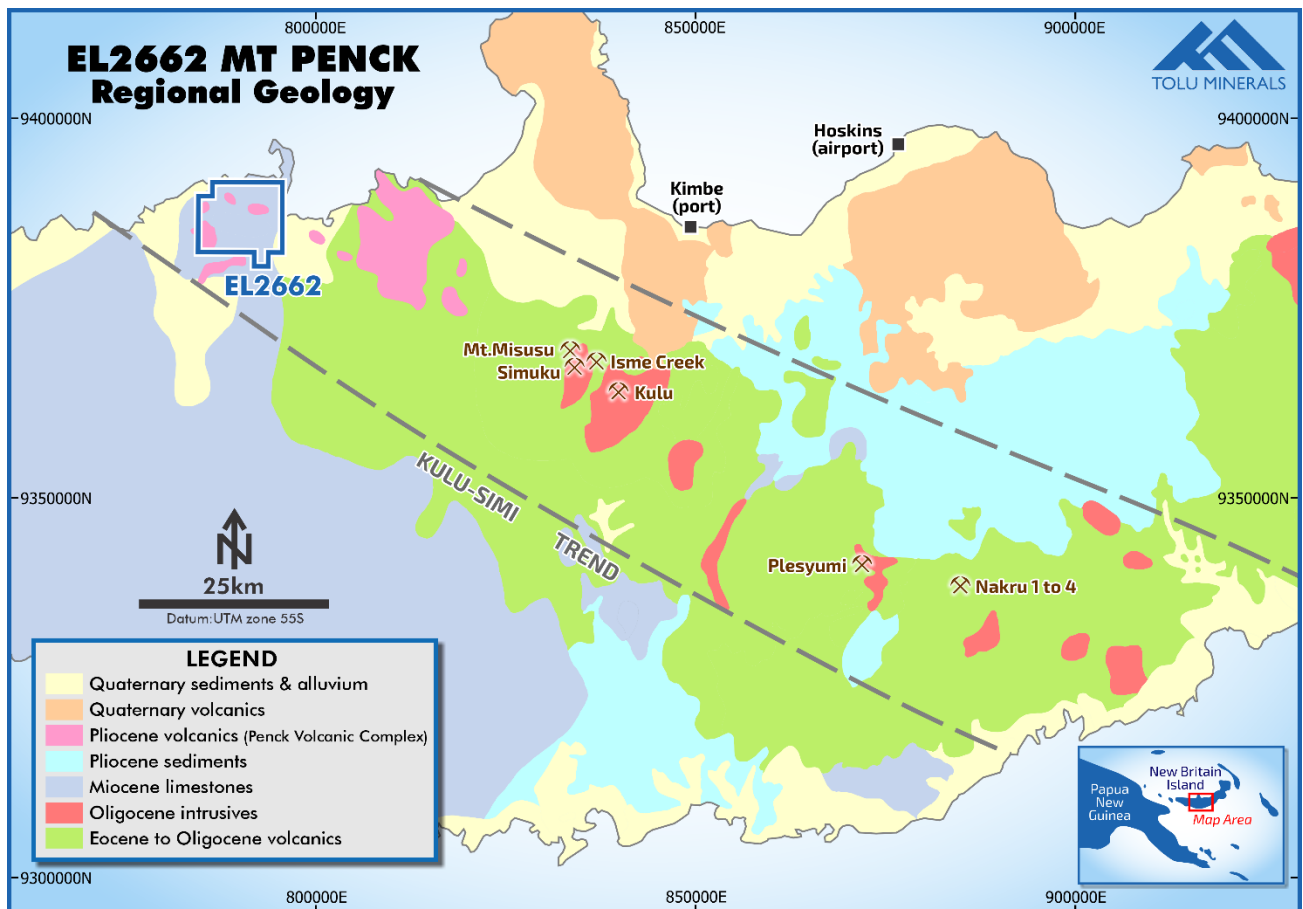 800000E
850000E
900000E
EL2662 MT PENCK
Regional Geology
TOLU MINERALS
9400000N
9400000N
Hoskins
(airport)
Kimbe
(port)
EL2662
Mt.Misusu
Isme Creek
Simuku
Kulu
KULU-SIMI
TREND
9350000N
9350000N
N
25km
Datum:UTM zone 55S
Plesyumi
Nakru 1 to 4
LEGEND
Quaternary sediments & alluvium
Quaternary volcanics
Pliocene volcanics (Penck Volcanic Complex)
Pliocene sediments
Miocene limestones
Oligocene intrusives
Eocene to Oligocene volcanics
New Britain
Island
Papua
New
Guinea
Map Area
9300000N
800000E
850000E
900000E